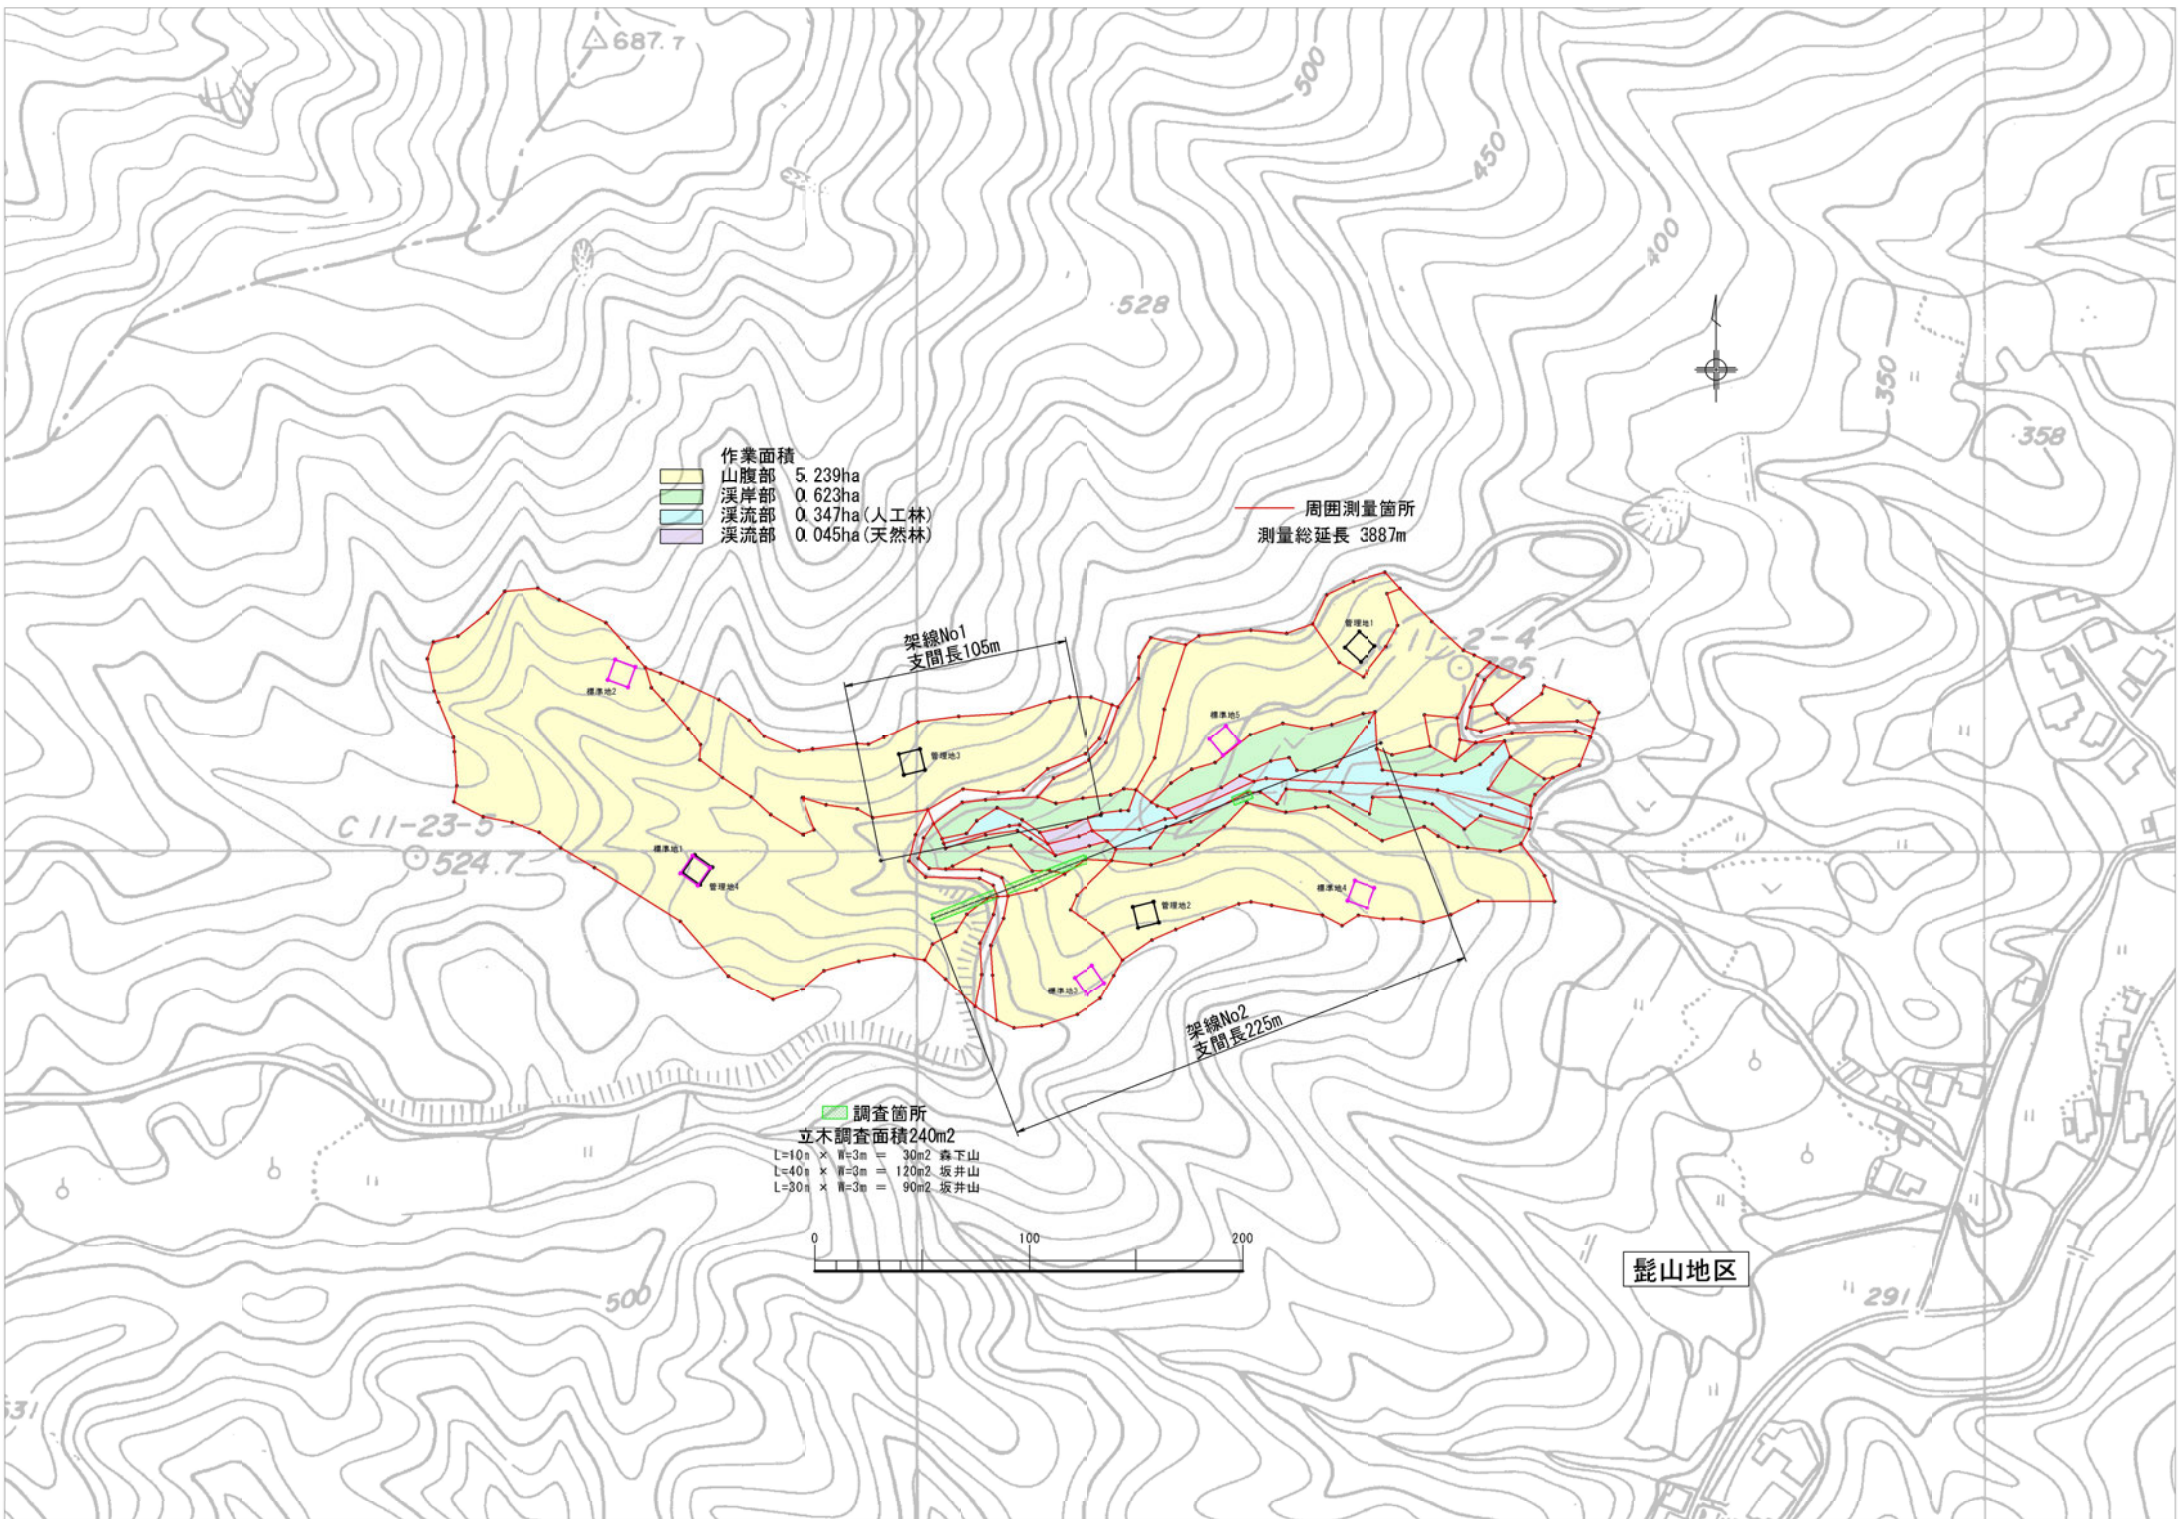 687.7
500
450
400
528
350
358
作業面積
山腹部 5.239ha
渓岸部 0.623ha
渓流部 0.347ha(人工林)
渓流部 0.045ha(天然林)
周囲測量箇所
測量総延長 3887m
架線No1
支間長105m
管理地1
11-2-4
385.1
標準地2
標準地5
管理地3
C11-23-5
524.7
標準地1
管理地4
標準地4
管理地2
標準地3
架線No2
支間長225m
調査箇所
立木調査面積240m2
L=10m × W=3m = 30m2 森下山
L=40m × W=3m = 120m2 坂井山
L=30m × W=3m = 90m2 坂井山
0 100 200
髭山地区
500
291
531